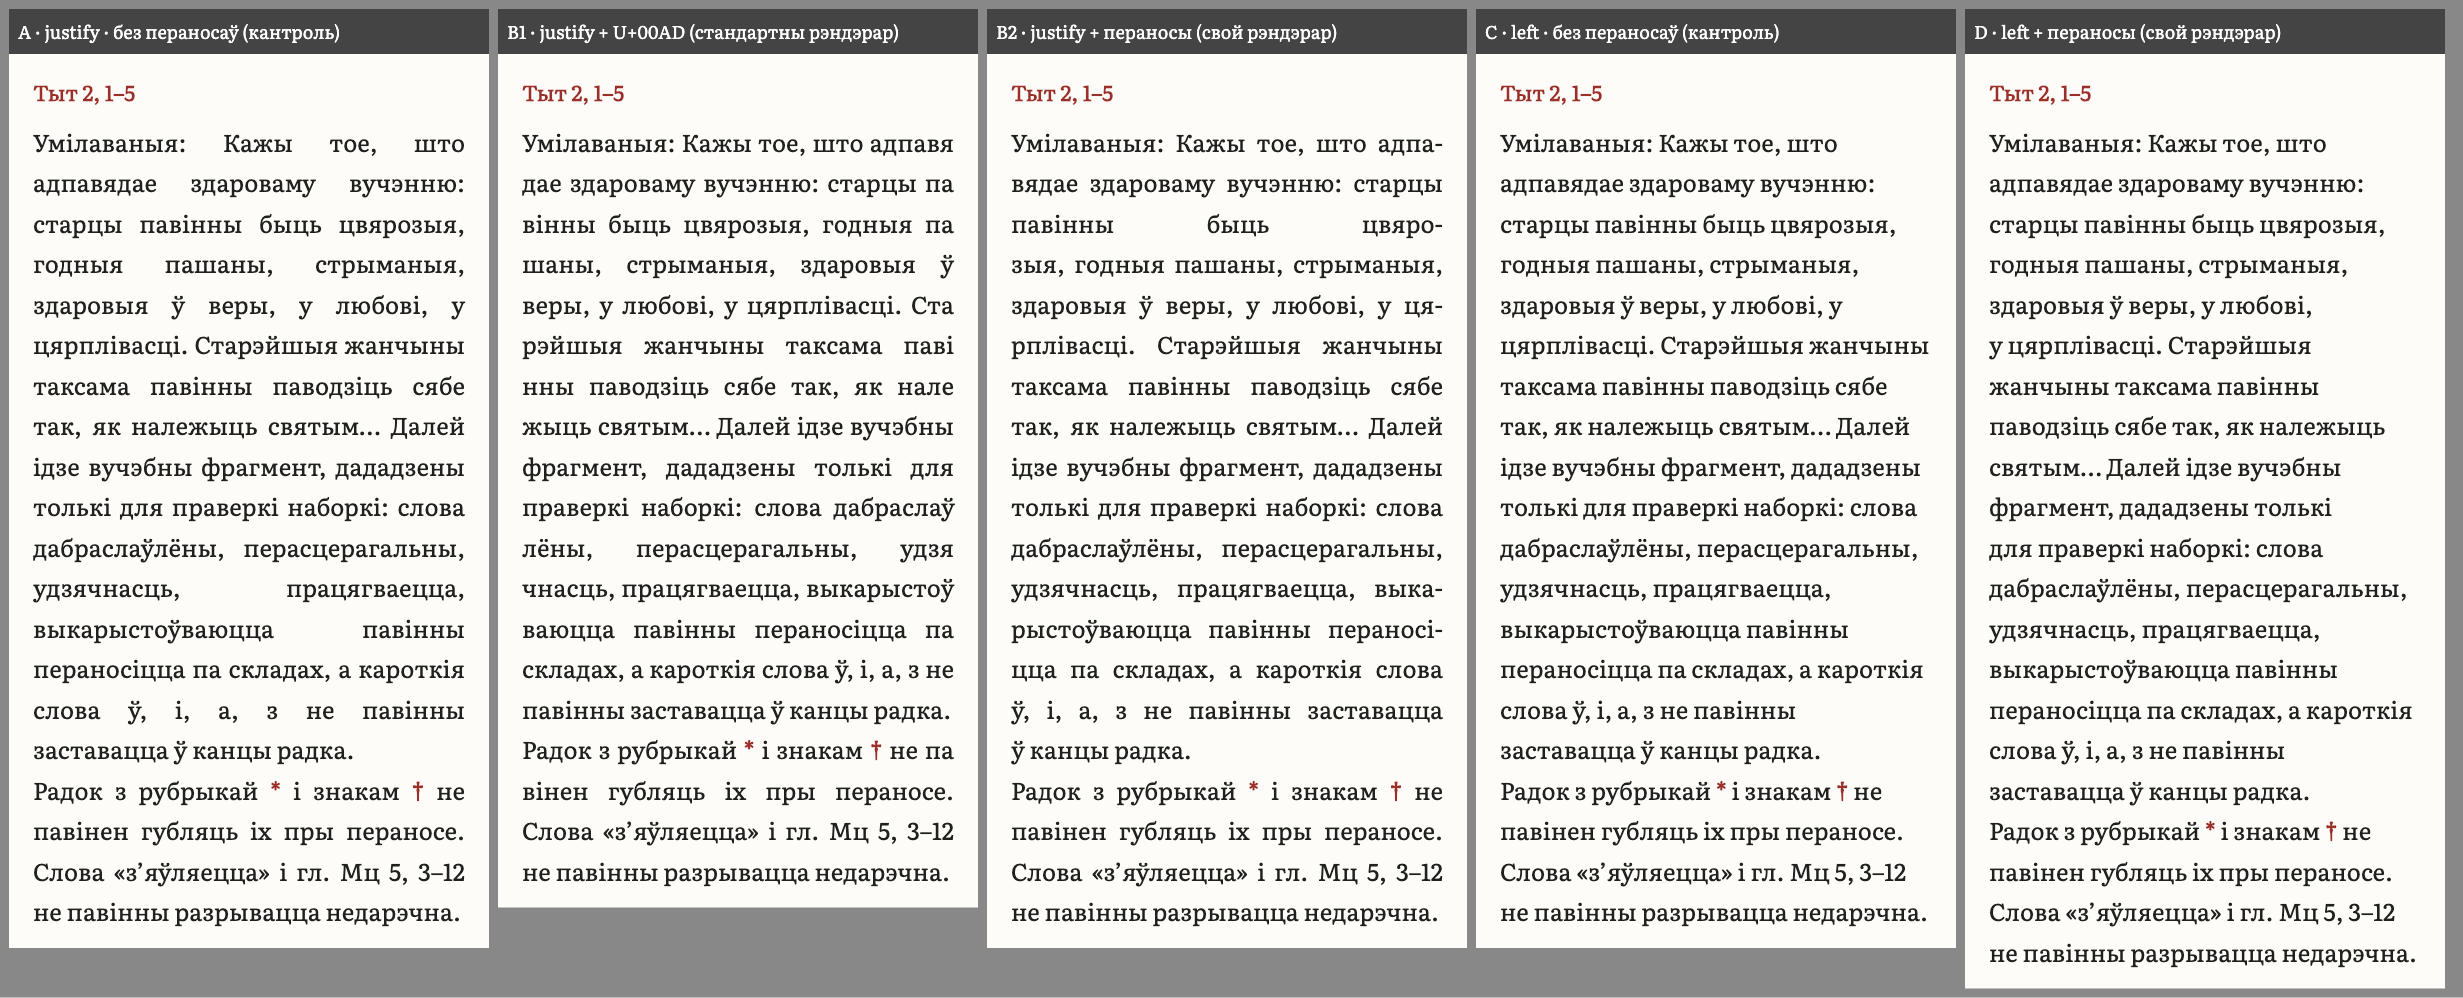 A · justify · без пераносаў (кантроль)
Тыт 2, 1–5
Умілаваныя: Кажы тое, што
адпавядае здароваму вучэнню:
старцы павінны быць цвярозыя,
годныя пашаны, стрыманыя,
здаровыя ў веры, у любові, у
цярплівасці. Старэйшыя жанчыны
таксама павінны паводзіць сябе
так, як належыць святым… Далей
ідзе вучэбны фрагмент, дададзены
толькі для праверкі наборкі: слова
дабраслаўлёны, перасцерагальны,
удзячнасць, працягваецца,
выкарыстоўваюцца павінны
пераносіцца па складах, а кароткія
слова ў, і, а, з не павінны
заставацца ў канцы радка.
Радок з рубрыкай * і знакам † не
павінен губляць іх пры пераносе.
Слова «з’яўляецца» і гл. Мц 5, 3–12
не павінны разрывацца недарэчна.
B1 · justify + U+00AD (стандартны рэндэрар)
Тыт 2, 1–5
Умілаваныя: Кажы тое, што адпавя
дае здароваму вучэнню: старцы па
вінны быць цвярозыя, годныя па
шаны, стрыманыя, здаровыя ў
веры, у любові, у цярплівасці. Ста
рэйшыя жанчыны таксама паві
нны паводзіць сябе так, як нале
жыць святым… Далей ідзе вучэбны
фрагмент, дададзены толькі для
праверкі наборкі: слова дабраслаў
лёны, перасцерагальны, удзя
чнасць, працягваецца, выкарыстоў
ваюцца павінны пераносіцца па
складах, а кароткія слова ў, і, а, з не
павінны заставацца ў канцы радка.
Радок з рубрыкай * і знакам † не па
вінен губляць іх пры пераносе.
Слова «з’яўляецца» і гл. Мц 5, 3–12
не павінны разрывацца недарэчна.
B2 · justify + пераносы (свой рэндэрар)
Тыт 2, 1–5
Умілаваныя: Кажы тое, што адпа-
вядае здароваму вучэнню: старцы
павінны быць цвяро-
зыя, годныя пашаны, стрыманыя,
здаровыя ў веры, у любові, у ця-
рплівасці. Старэйшыя жанчыны
таксама павінны паводзіць сябе
так, як належыць святым… Далей
ідзе вучэбны фрагмент, дададзены
толькі для праверкі наборкі: слова
дабраслаўлёны, перасцерагальны,
удзячнасць, працягваецца, выка-
рыстоўваюцца павінны пераносі-
цца па складах, а кароткія слова
ў, і, а, з не павінны заставацца
ў канцы радка.
Радок з рубрыкай * і знакам † не
павінен губляць іх пры пераносе.
Слова «з’яўляецца» і гл. Мц 5, 3–12
не павінны разрывацца недарэчна.
C · left · без пераносаў (кантроль)
Тыт 2, 1–5
Умілаваныя: Кажы тое, што
адпавядае здароваму вучэнню:
старцы павінны быць цвярозыя,
годныя пашаны, стрыманыя,
здаровыя ў веры, у любові, у
цярплівасці. Старэйшыя жанчыны
таксама павінны паводзіць сябе
так, як належыць святым… Далей
ідзе вучэбны фрагмент, дададзены
толькі для праверкі наборкі: слова
дабраслаўлёны, перасцерагальны,
удзячнасць, працягваецца,
выкарыстоўваюцца павінны
пераносіцца па складах, а кароткія
слова ў, і, а, з не павінны
заставацца ў канцы радка.
Радок з рубрыкай * і знакам † не
павінен губляць іх пры пераносе.
Слова «з’яўляецца» і гл. Мц 5, 3–12
не павінны разрывацца недарэчна.
D · left + пераносы (свой рэндэрар)
Тыт 2, 1–5
Умілаваныя: Кажы тое, што
адпавядае здароваму вучэнню:
старцы павінны быць цвярозыя,
годныя пашаны, стрыманыя,
здаровыя ў веры, у любові,
у цярплівасці. Старэйшыя
жанчыны таксама павінны
паводзіць сябе так, як належыць
святым… Далей ідзе вучэбны
фрагмент, дададзены толькі
для праверкі наборкі: слова
дабраслаўлёны, перасцерагальны,
удзячнасць, працягваецца,
выкарыстоўваюцца павінны
пераносіцца па складах, а кароткія
слова ў, і, а, з не павінны
заставацца ў канцы радка.
Радок з рубрыкай * і знакам † не
павінен губляць іх пры пераносе.
Слова «з’яўляецца» і гл. Мц 5, 3–12
не павінны разрывацца недарэчна.